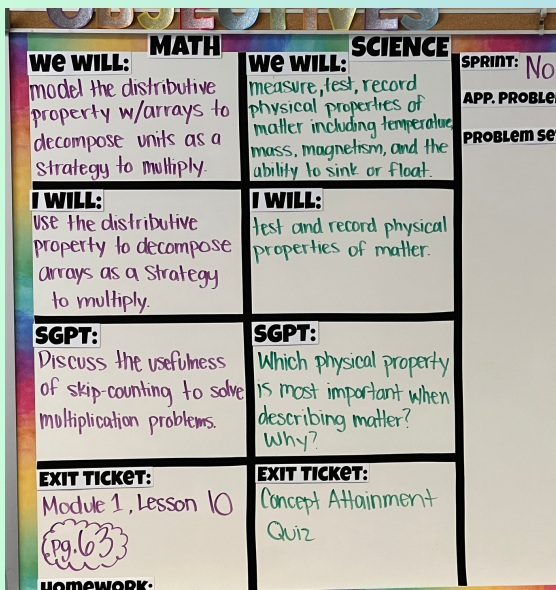 OBJECTIVES
MATH
WE WILL:
model the distributive
property w/arrays to
decompose units as a
strategy to multiply.
I WILL:
use the distributive
property to decompose
arrays as a strategy
to multiply.
SGPT:
Discuss the usefulness
of skip-counting to solve
multiplication problems.
EXIT TICKET:
Module 1, Lesson 10
pg.63
HOMEWORK:
SCIENCE
WE WILL:
measure, test, record
physical properties of
matter including temperature,
mass, magnetism, and the
ability to sink or float.
I WILL:
test and record physical
properties of matter.
SGPT:
Which physical property
is most important when
describing matter?
Why?
EXIT TICKET:
Concept Attainment
Quiz
SPRINT: No
APP. PROBLE
PROBLEM SE